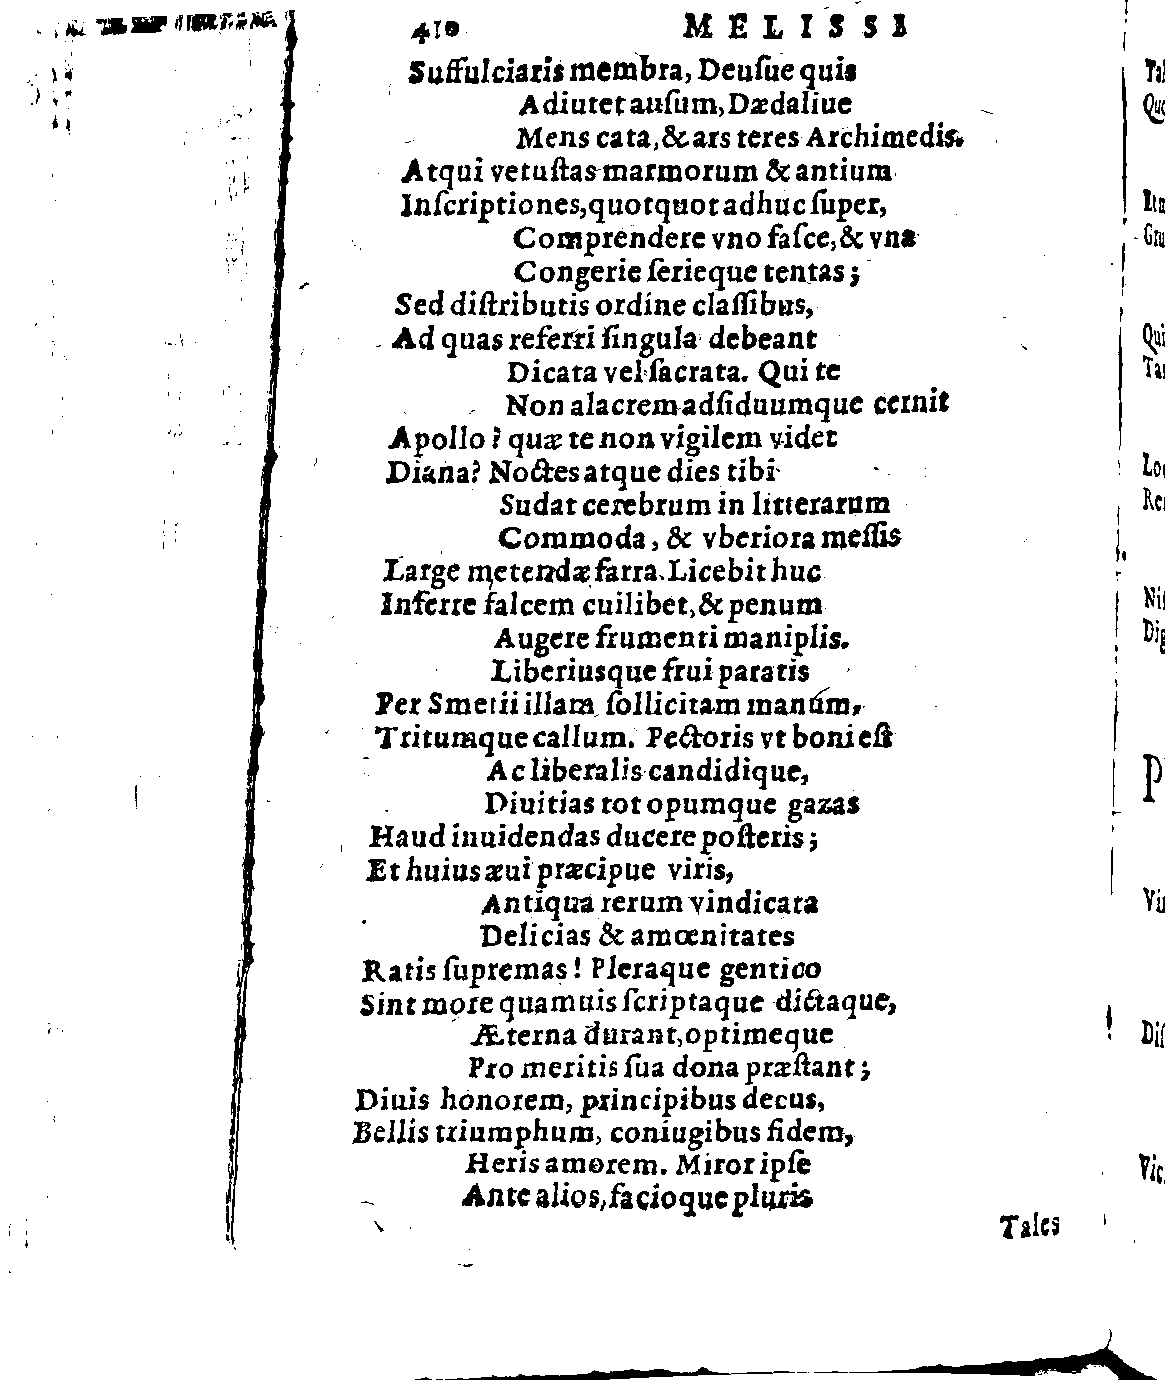 410 MELISSI
Suffulciaris membra, Deuſue quis
Adiutet auſum, Dædaliue
Mens cata, & ars teres Archimedis.
Atqui vetuſtas marmorum & antium
Inſcriptiones, quotquot adhuc ſuper,
Comprendere vno faſce, & vna
Congerie ſerieque tentas;
Sed diſtributis ordine claſſibus,
Ad quas referri ſingula debeant
Dicata vel ſacrata. Qui te
Non alacrem adſiduumque cernit
Apollo? quæ te non vigilem videt
Diana? Noctes atque dies tibi
Sudat cerebrum in litterarum
Commoda, & vberiora meſſis
Large metendæ farra. Licebit huc
Inferre falcem cuilibet, & penum
Augere frumenti maniplis.
Liberiusque frui paratis
Per Smetii illam ſollicitam manúm,
Tritumque callum. Pectoris vt boni eſt
Ac liberalis candidique,
Diuitias tot opumque gazas
Haud inuidendas ducere poſteris;
Et huius æui præcipue viris,
Antiqua rerum vindicata
Delicias & amœnitates
Ratis ſupremas! Pleraque gentico
Sint more quamuis ſcriptaque dictaque,
Æterna durant, optimeque
Pro meritis ſua dona præſtant;
Diuis honorem, principibus decus,
Bellis triumphum, coniugibus fidem,
Heris amorem. Miror ipſe
Ante alios, facioque pluris
Tales